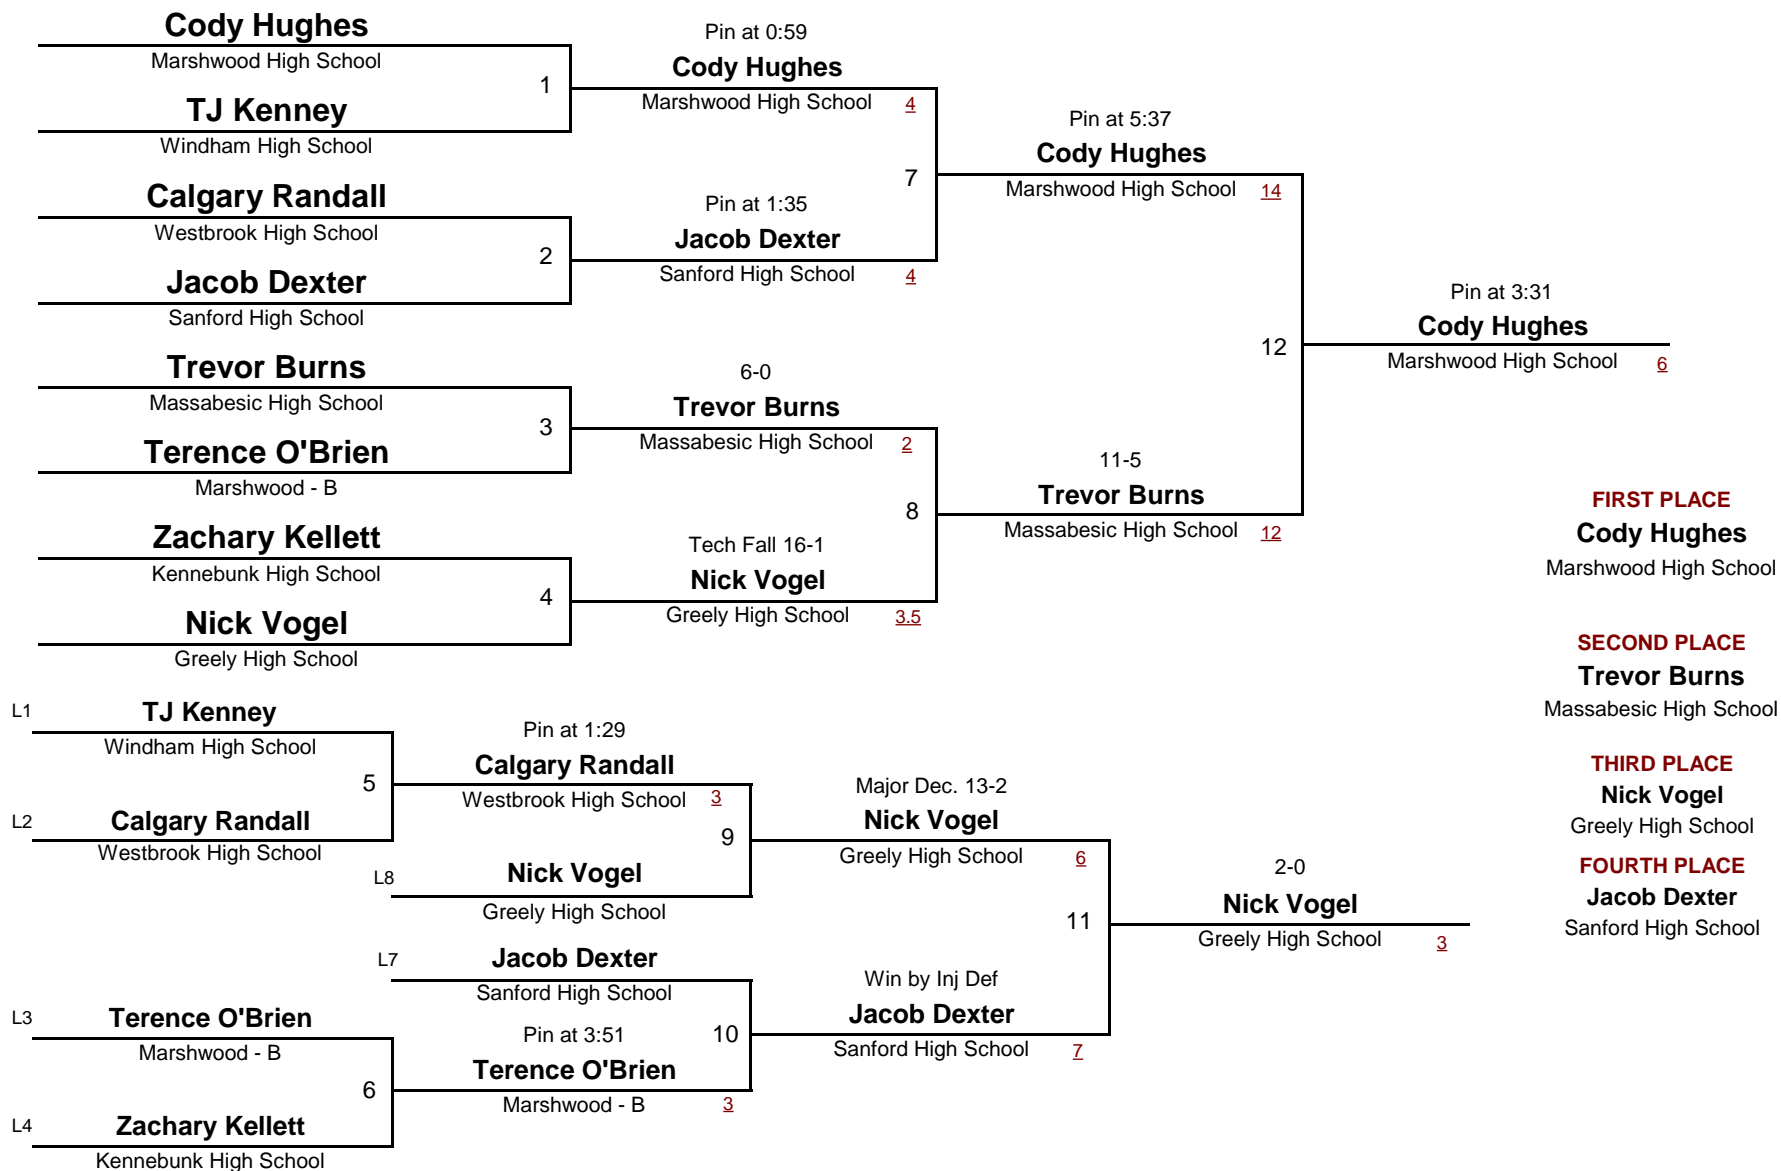 Cody Hughes
Marshwood High School
1
TJ Kenney
Windham High School
Calgary Randall
Westbrook High School
2
Jacob Dexter
Sanford High School
Trevor Burns
Massabesic High School
3
Terence O'Brien
Marshwood - B
Zachary Kellett
Kennebunk High School
4
Nick Vogel
Greely High School
Pin at 0:59
Cody Hughes
Marshwood High School 4
7
Pin at 1:35
Jacob Dexter
Sanford High School 4
6-0
Trevor Burns
Massabesic High School 2
8
Tech Fall 16-1
Nick Vogel
Greely High School 3.5
Pin at 5:37
Cody Hughes
Marshwood High School 14
12
11-5
Trevor Burns
Massabesic High School 12
Pin at 3:31
Cody Hughes
Marshwood High School 6
FIRST PLACE
Cody Hughes
Marshwood High School
SECOND PLACE
Trevor Burns
Massabesic High School
THIRD PLACE
Nick Vogel
Greely High School
FOURTH PLACE
Jacob Dexter
Sanford High School
L1 TJ Kenney
Windham High School
5
L2 Calgary Randall
Westbrook High School
L3 Terence O'Brien
Marshwood - B
6
L4 Zachary Kellett
Kennebunk High School
Pin at 1:29
Calgary Randall
Westbrook High School 3
9
L8 Nick Vogel
Greely High School
L7 Jacob Dexter
Sanford High School
10
Pin at 3:51
Terence O'Brien
Marshwood - B 3
Major Dec. 13-2
Nick Vogel
Greely High School 6
11
Win by Inj Def
Jacob Dexter
Sanford High School 7
2-0
Nick Vogel
Greely High School 3